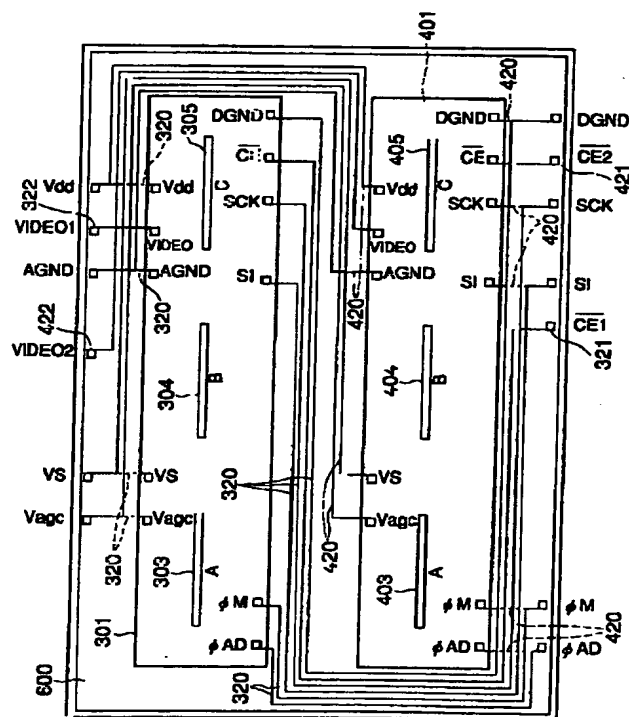 401
420
DGND
DGND
DGND
305
320
CE
CE
CE2
405
421
Vdd
Vdd
C
SCK
Vdd
C
SCK
SCK
322
420
VIDEO1
VIDEO
VIDEO
AGND
AGND
320
SI
AGND
420
SI
SI
CE1
422
321
VIDEO2
304
B
404
B
VS
VS
320
VS
320
420
Vagc
Vagc
303
A
Vagc
403
A
φM
φM
φM
301
φAD
320
φAD
420
φAD
600